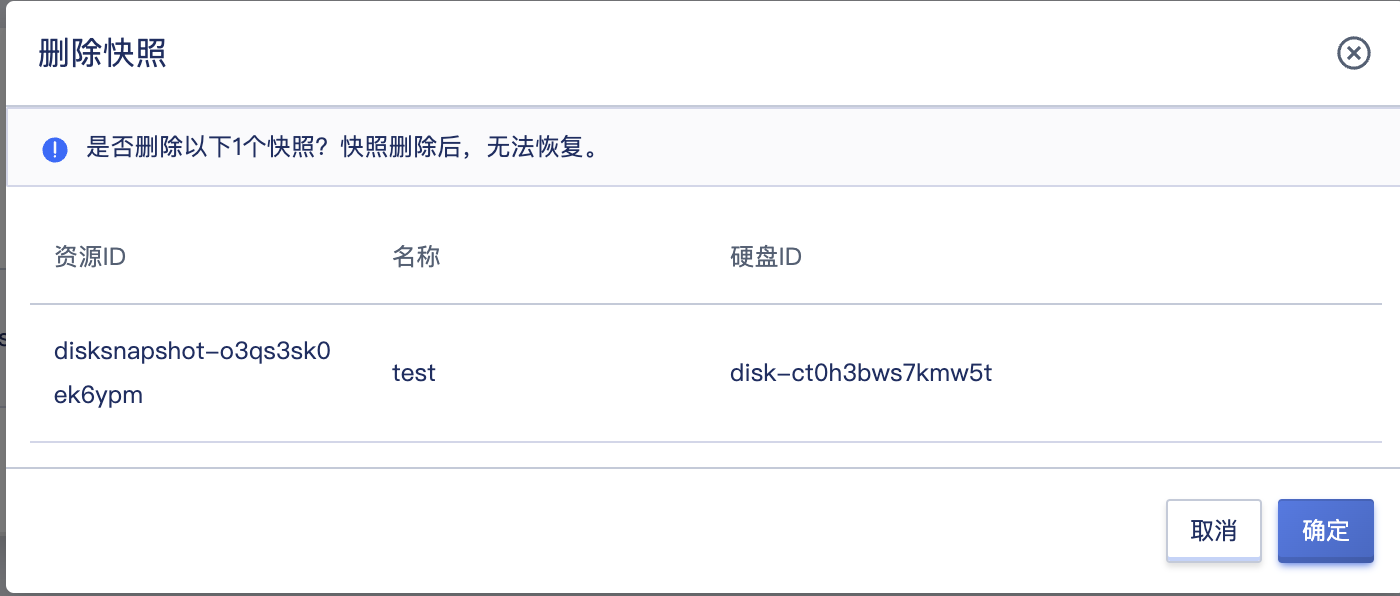 删除快照
是否删除以下1个快照？快照删除后，无法恢复。
资源ID 名称 硬盘ID
disksnapshot-o3qs3sk0
ek6ypm
test
disk-ct0h3bws7kmw5t
取消 确定